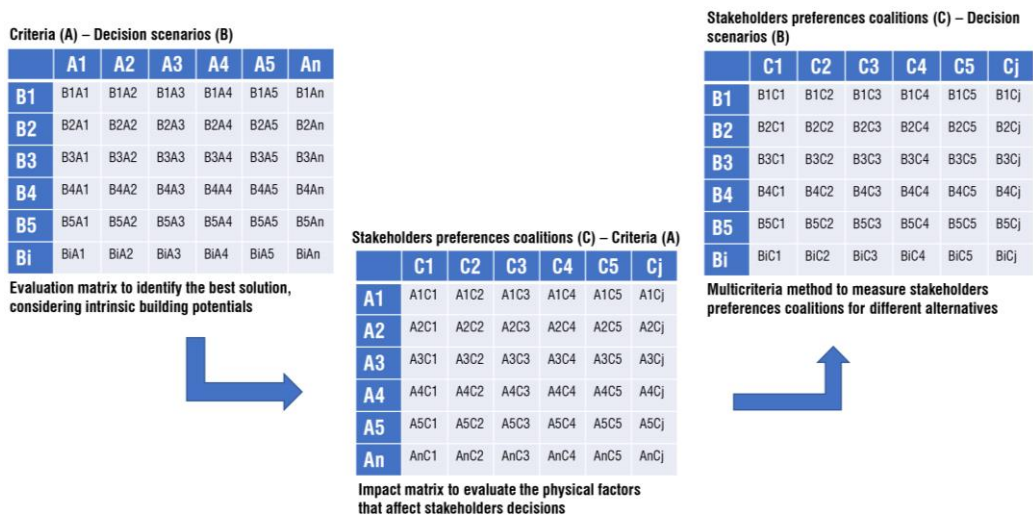 Criteria (A) – Decision scenarios (B)
A1 A2 A3 A4 A5 An
B1 B1A1 B1A2 B1A3 B1A4 B1A5 B1An
B2 B2A1 B2A2 B2A3 B2A4 B2A5 B2An
B3 B3A1 B3A2 B3A3 B3A4 B3A5 B3An
B4 B4A1 B4A2 B4A3 B4A4 B4A5 B4An
B5 B5A1 B5A2 B5A3 B5A4 B5A5 B5An
Bi BiA1 BiA2 BiA3 BiA4 BiA5 BiAn
Evaluation matrix to identify the best solution,
considering intrinsic building potentials
Stakeholders preferences coalitions (C) – Criteria (A)
C1 C2 C3 C4 C5 Cj
A1 A1C1 A1C2 A1C3 A1C4 A1C5 A1Cj
A2 A2C1 A2C2 A2C3 A2C4 A2C5 A2Cj
A3 A3C1 A3C2 A3C3 A3C4 A3C5 A3Cj
A4 A4C1 A4C2 A4C3 A4C4 A4C5 A4Cj
A5 A5C1 A5C2 A5C3 A5C4 A5C5 A5Cj
An AnC1 AnC2 AnC3 AnC4 AnC5 AnCj
Impact matrix to evaluate the physical factors
that affect stakeholders decisions
Stakeholders preferences coalitions (C) – Decision
scenarios (B)
C1 C2 C3 C4 C5 Cj
B1 B1C1 B1C2 B1C3 B1C4 B1C5 B1Cj
B2 B2C1 B2C2 B2C3 B2C4 B2C5 B2Cj
B3 B3C1 B3C2 B3C3 B3C4 B3C5 B3Cj
B4 B4C1 B4C2 B4C3 B4C4 B4C5 B4Cj
B5 B5C1 B5C2 B5C3 B5C4 B5C5 B5Cj
Bi BiC1 BiC2 BiC3 BiC4 BiC5 BiCj
Multicriteria method to measure stakeholders
preferences coalitions for different alternatives